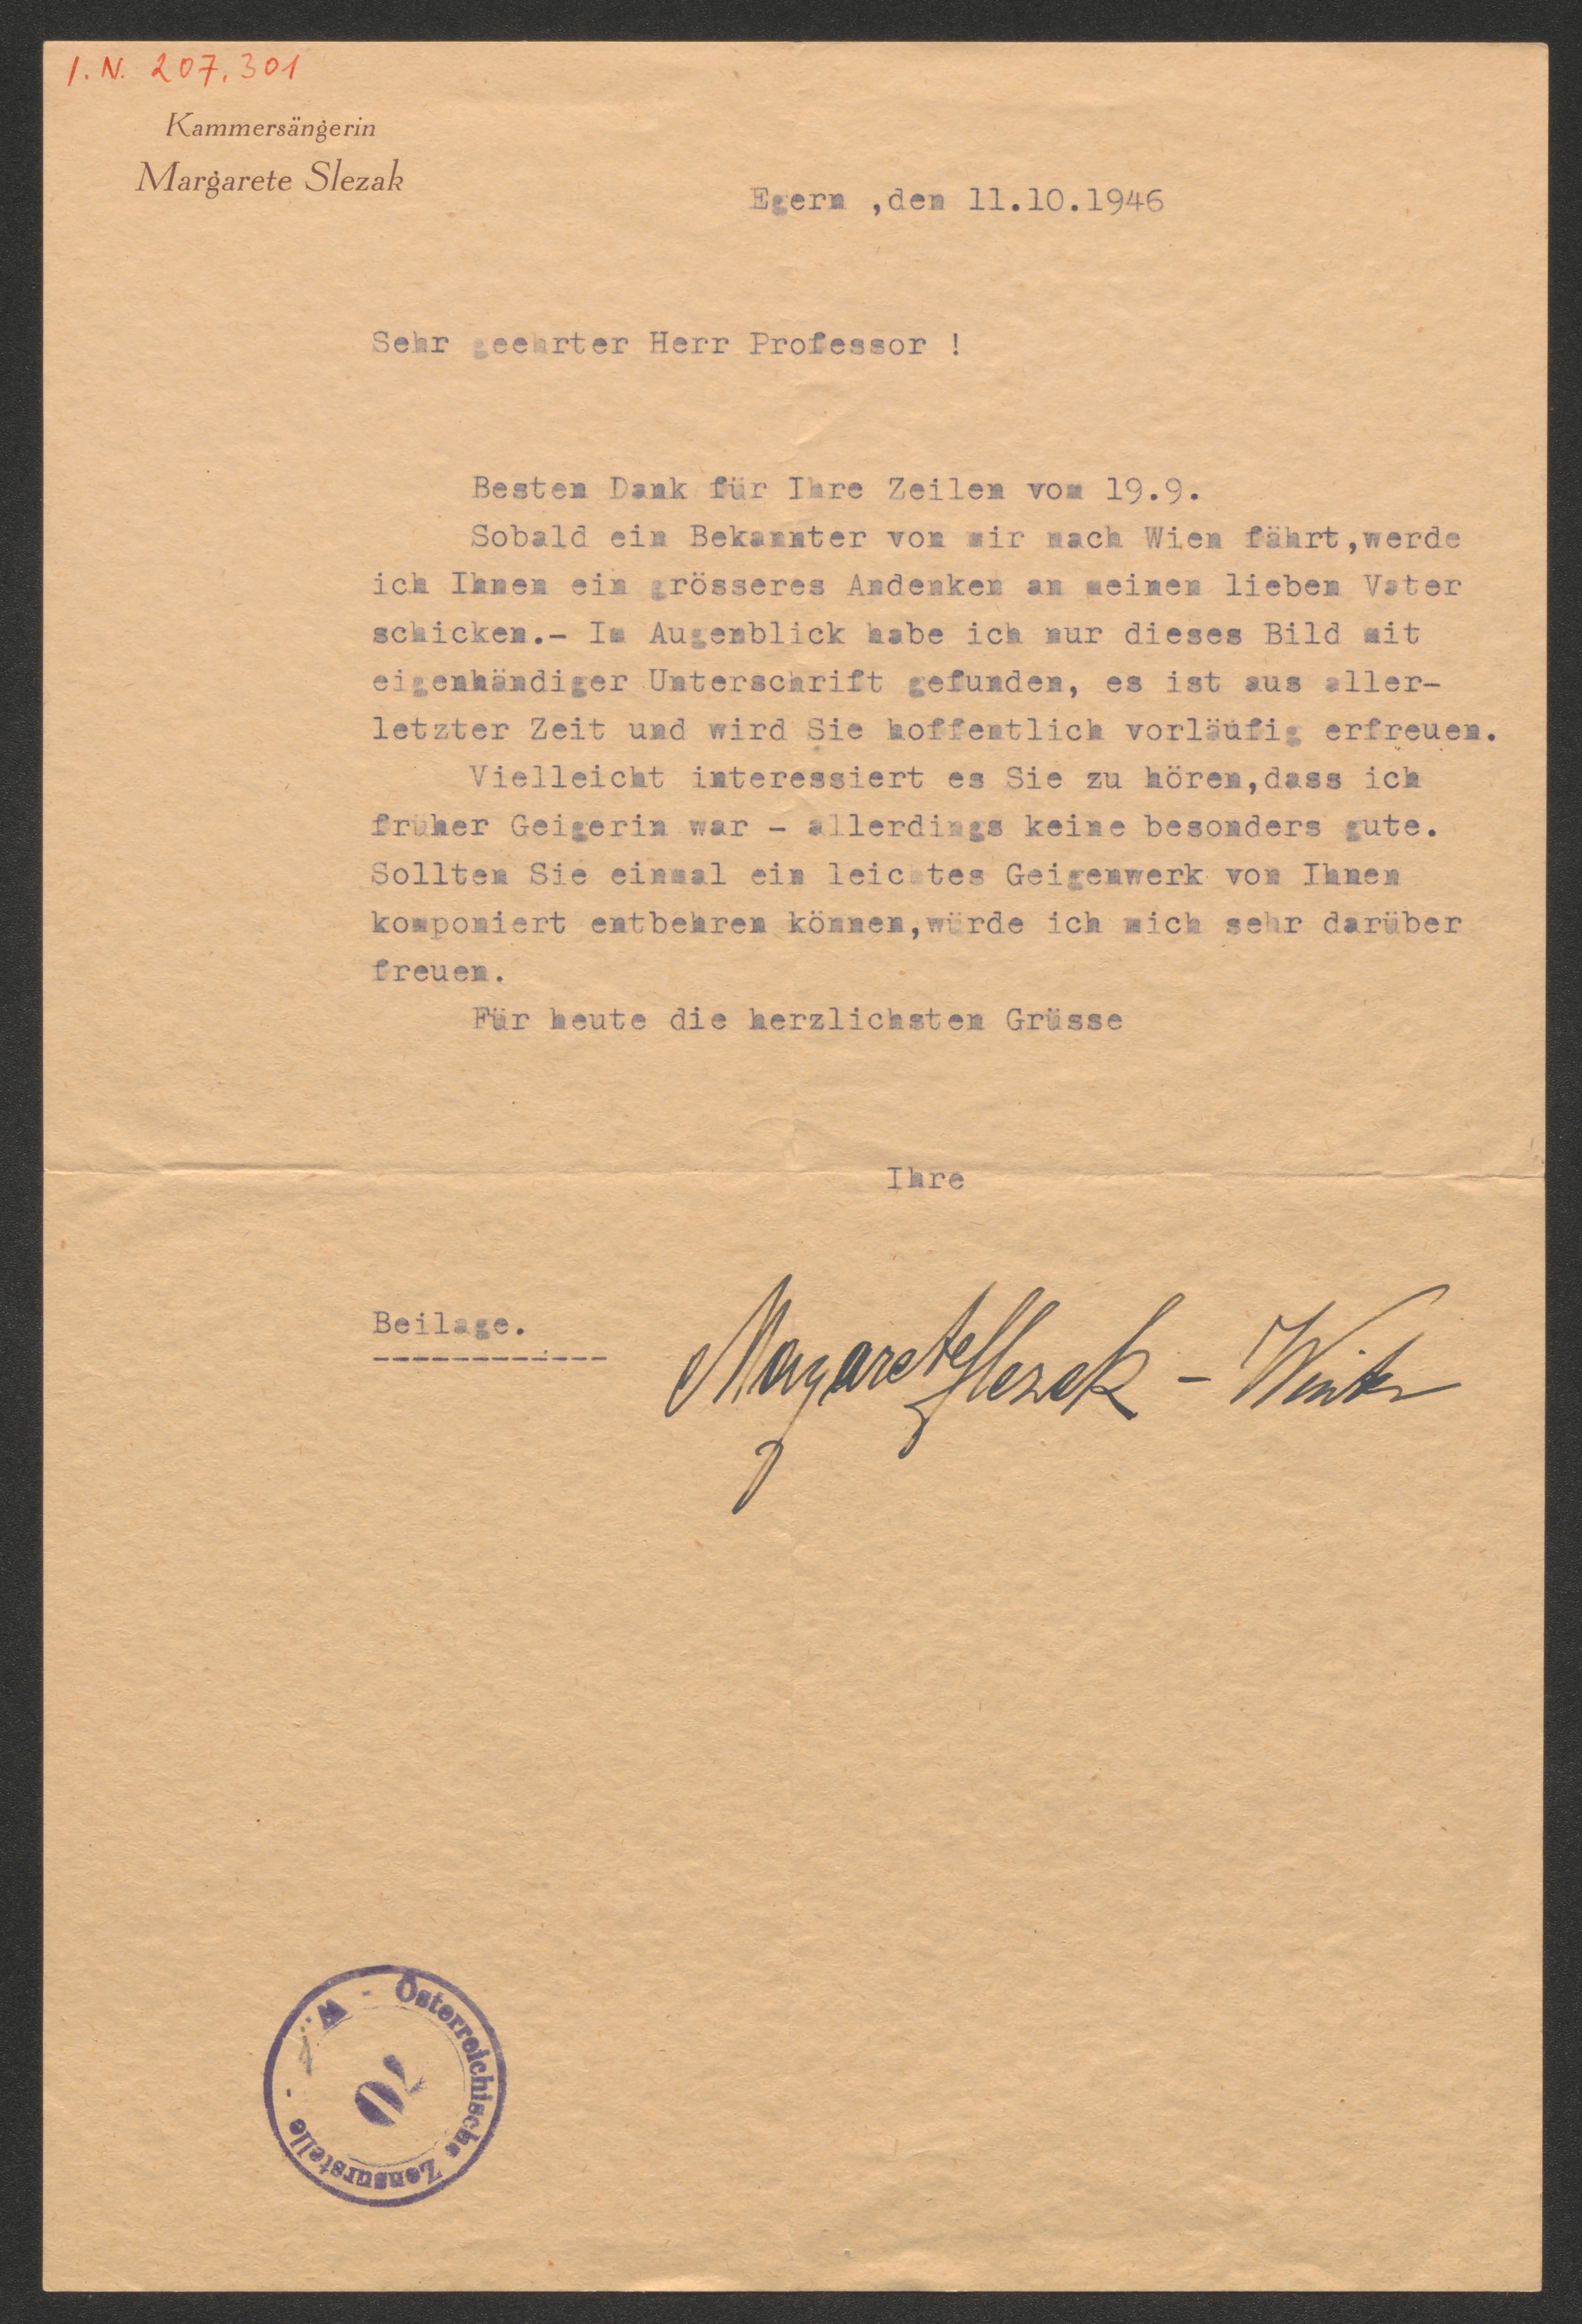 I. N. 207.301
Kammersängerin
Margarete Slezak
Egern ,den 11.10.1946
Sehr geehrter Herr Professor !
Besten Dank für Ihre Zeilen vom 19.9.
Sobald ein Bekannter von mir nach Wien fährt,werde
ich Ihnen ein grösseres Andenken an meinen lieben Vater
schicken.- Im Augenblick habe ich nur dieses Bild mit
eigenhändiger Unterschrift gefunden, es ist aus aller-
letzter Zeit und wird Sie hoffentlich vorläufig erfreuen.
Vielleicht interessiert es Sie zu hören,dass ich
früher Geigerin war - allerdings keine besonders gute.
Sollten Sie einmal ein leichtes Geigenwerk von Ihnen
komponiert entbehren können,würde ich mich sehr darüber
freuen.
Für heute die herzlichsten Grüsse
Ihre
Beilage.
Margarete Slezak - Winter
Österreichische Zensurstelle